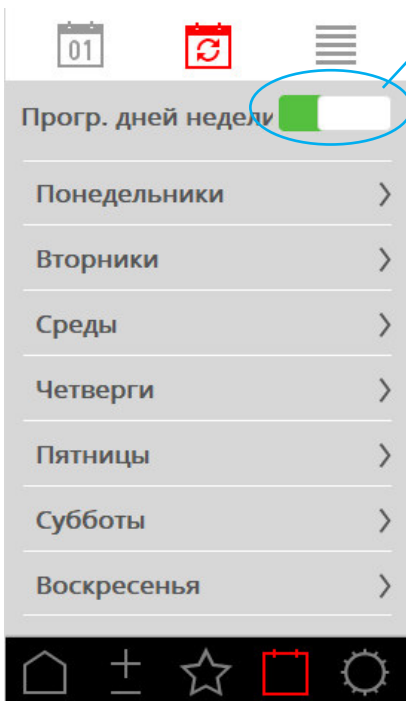 01
Прогр. дней недели
Понедельники
Вторники
Среды
Четверги
Пятницы
Субботы
Воскресенья